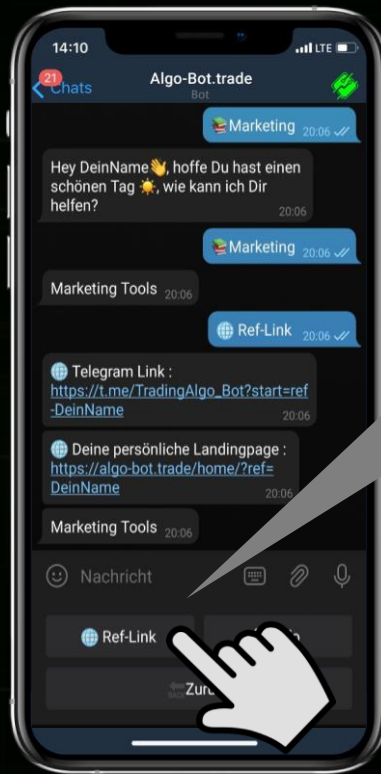 14:10
LTE
21
Chats
Algo-Bot.trade
Bot
Marketing 20:06
Hey DeinName👋, hoffe Du hast einen
schönen Tag ☀️, wie kann ich Dir
helfen?
20:06
Marketing 20:06
Marketing Tools 20:06
🌐 Ref-Link 20:06
🌐 Telegram Link :
https://t.me/TradingAlgo_Bot?start=ref
-DeinName
20:06
🌐 Deine persönliche Landingpage :
https://algo-bot.trade/home/?ref=
DeinName
20:06
Marketing Tools 20:06
Nachricht
🌐 Ref-Link
BACK